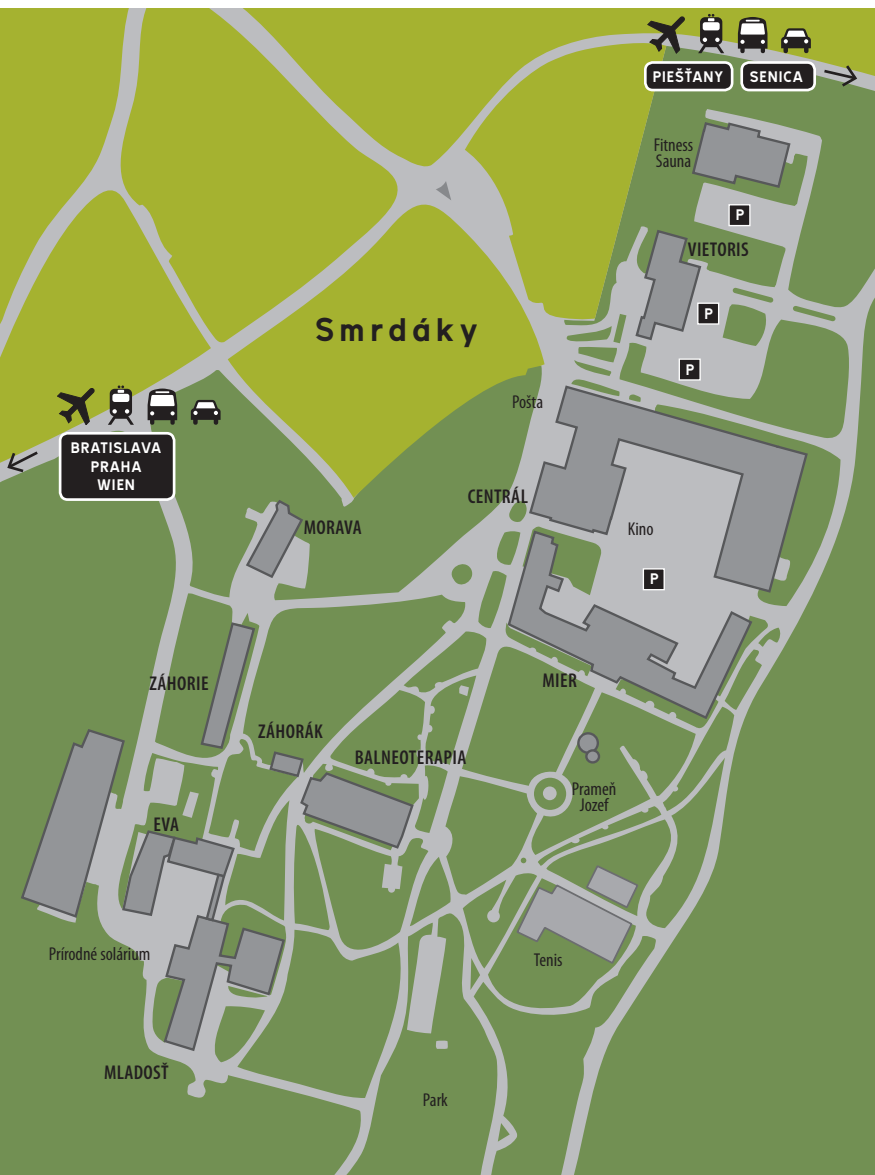 PIEŠŤANY
SENICA
Fitness
Sauna
P
VIETORIS
P
Smrdáky
P
BRATISLAVA
PRAHA
WIEN
Pošta
CENTRÁL
MORAVA
Kino
P
ZÁHORIE
MIER
ZÁHORÁK
BALNEOTERAPIA
Prameň
Jozef
EVA
Prírodné solárium
Tenis
MLADOSŤ
Park